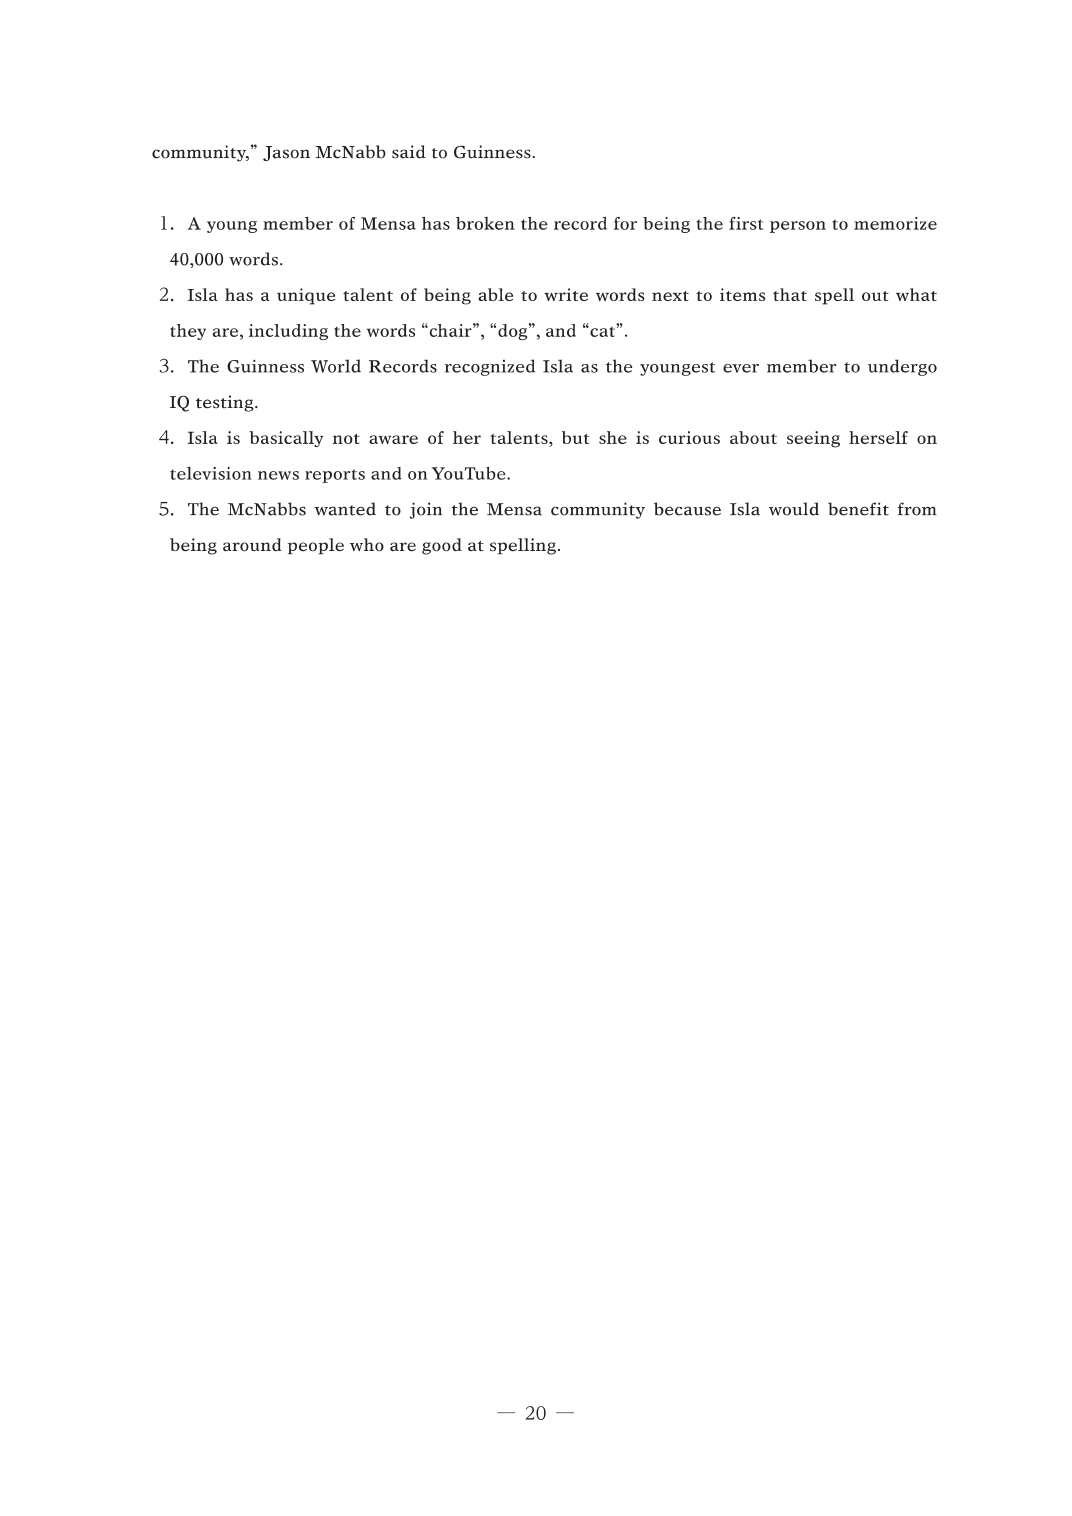 community,” Jason McNabb said to Guinness.
1. A young member of Mensa has broken the record for being the first person to memorize
40,000 words.
2. Isla has a unique talent of being able to write words next to items that spell out what
they are, including the words “chair”, “dog”, and “cat”.
3. The Guinness World Records recognized Isla as the youngest ever member to undergo
IQ testing.
4. Isla is basically not aware of her talents, but she is curious about seeing herself on
television news reports and on YouTube.
5. The McNabbs wanted to join the Mensa community because Isla would benefit from
being around people who are good at spelling.
— 20 —